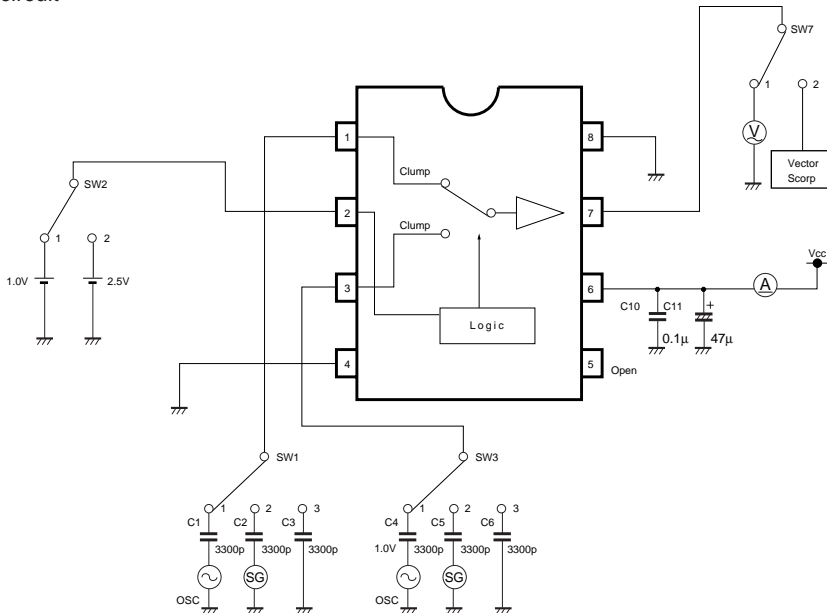 SW7
1
2
V
Vector
Scorp
SW2
1
2
1.0V
2.5V
1
2
3
4
8
7
6
5
Clump
Clump
Logic
Open
Vcc
A
C10
C11
+
0.1μ
47μ
SW1
SW3
1
2
3
C1
C2
C3
3300p
3300p
3300p
OSC
SG
1
2
3
C4
C5
C6
1.0V
3300p
3300p
3300p
OSC
SG